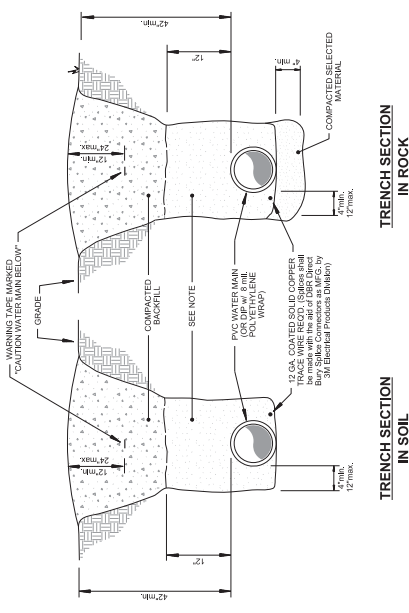 WARNING TAPE MARKED
"CAUTION WATER MAIN BELOW"
GRADE
42"min.
12"min.
24"max.
12"
COMPACTED
BACKFILL
SEE NOTE
PVC WATER MAIN
(OR DIP w/ 8 mil.
POLYETHYLENE
WRAP)
12 GA. COATED SOLID COPPER
TRACE WIRE REQ'D. (Splices shall
be made with the aid of DBR Direct
Bury Splice Connectors as MFG. by
3M Electrical Products Division)
4"min.
12"max.
TRENCH SECTION
IN SOIL
42"min.
12"min.
24"max.
12"
4" min.
4"min.
12"max.
COMPACTED SELECTED
MATERIAL
TRENCH SECTION
IN ROCK